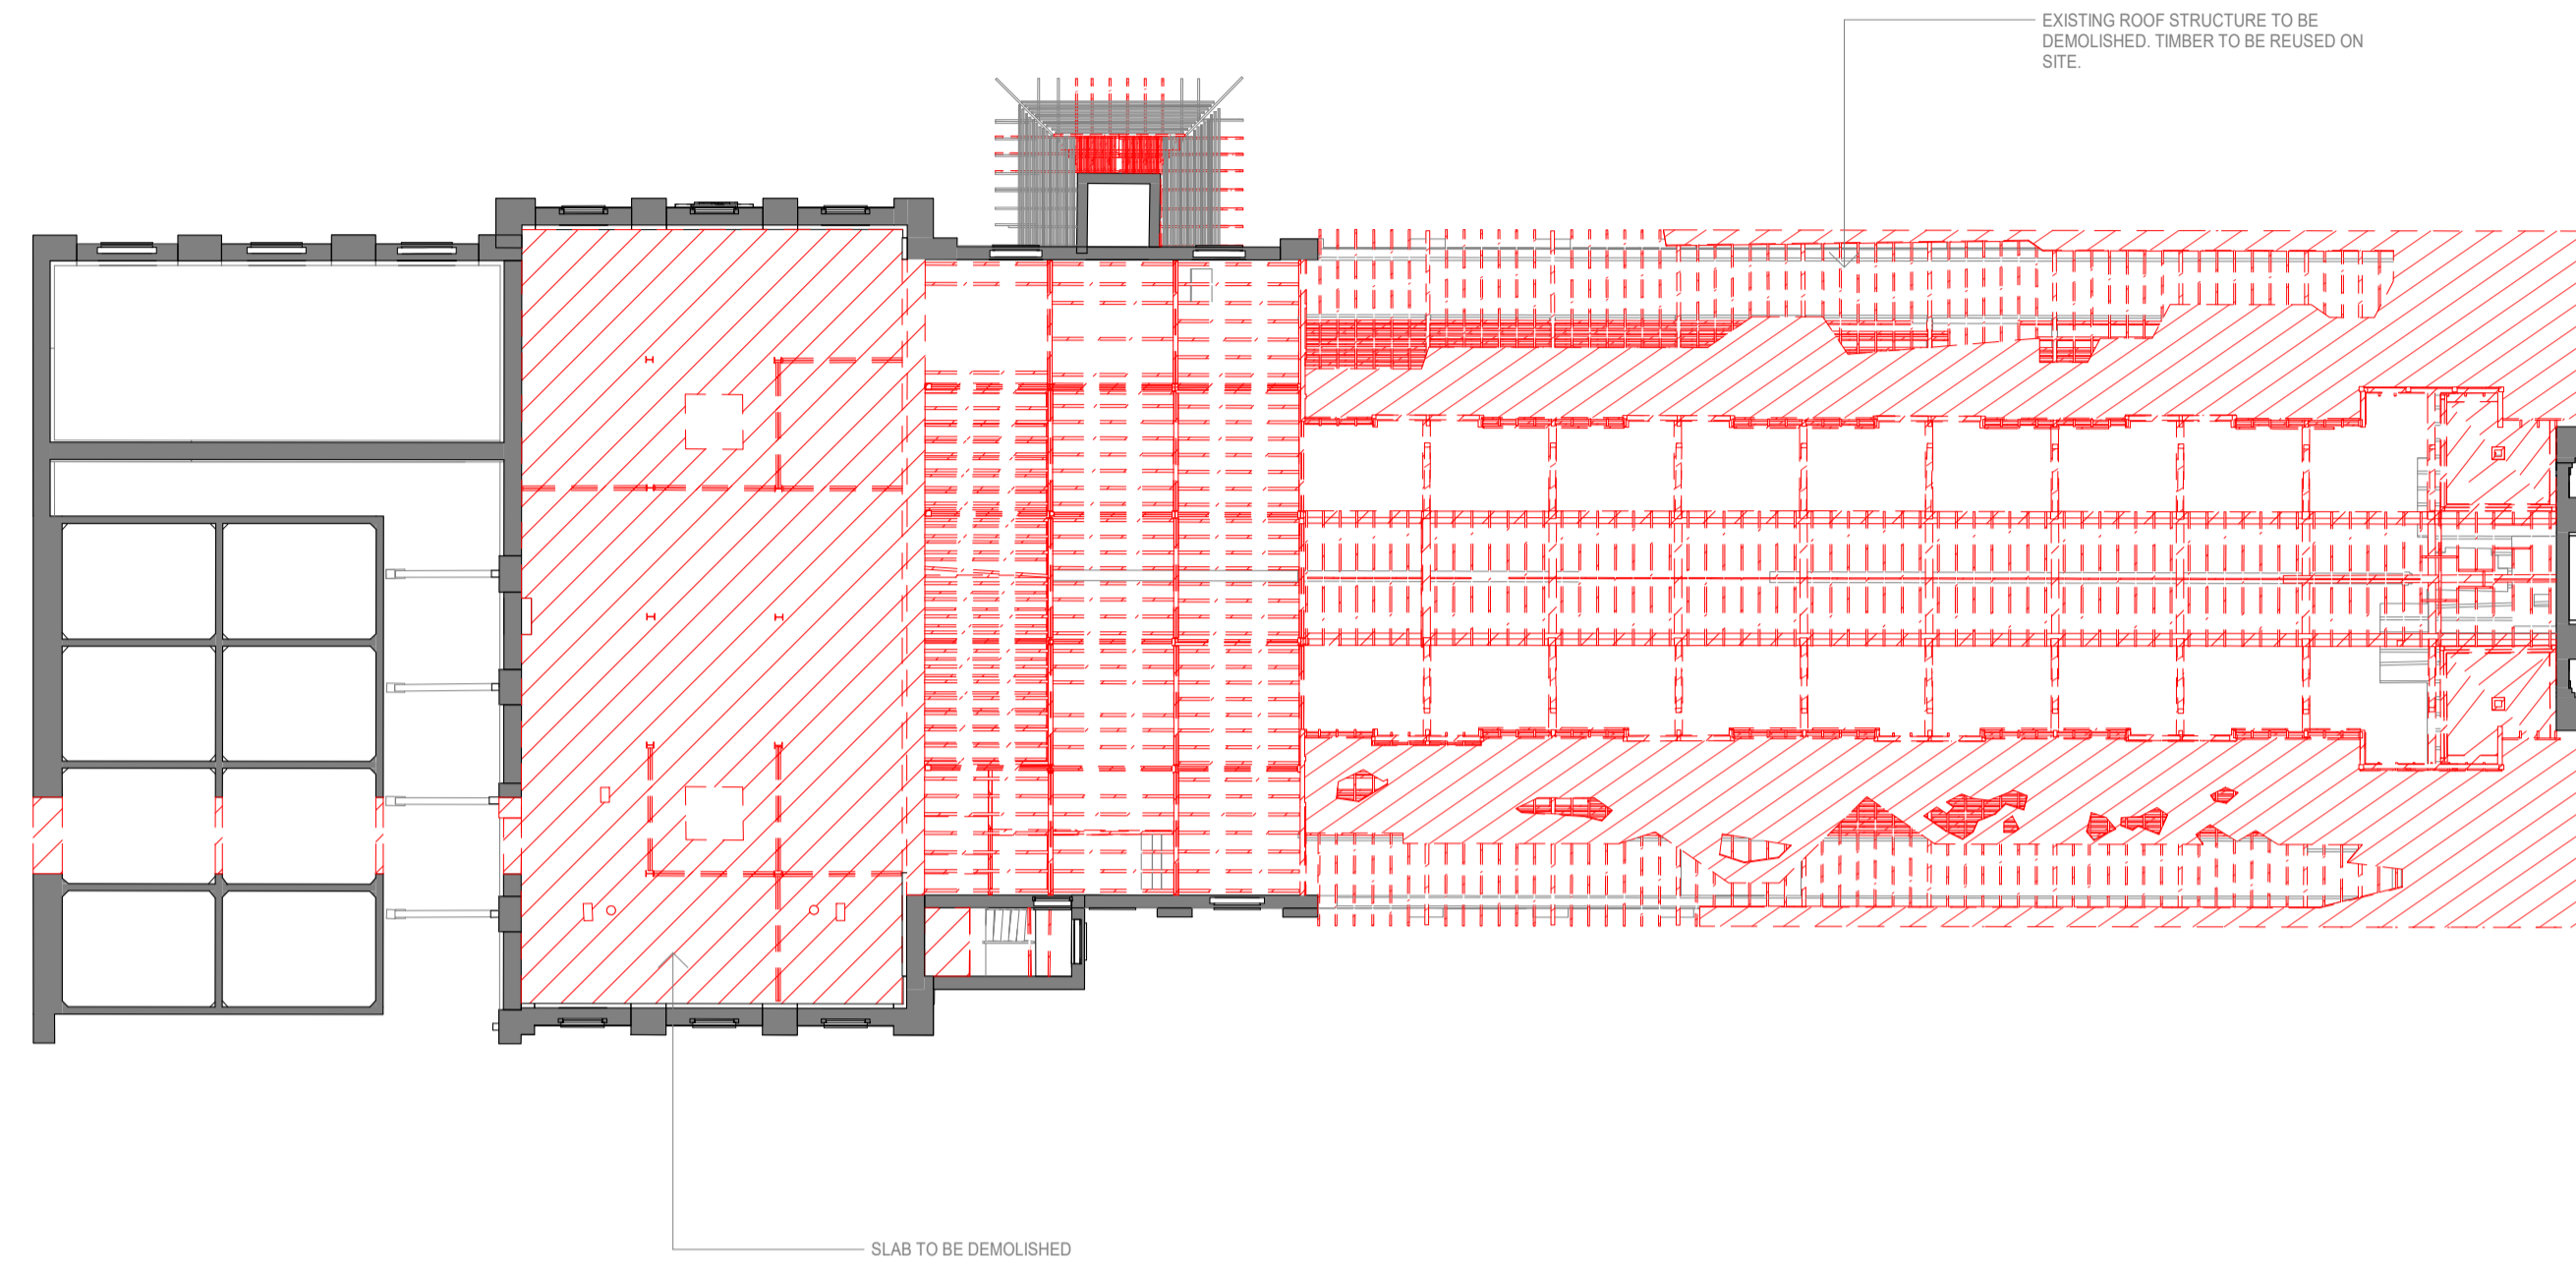 EXISTING ROOF STRUCTURE TO BE
DEMOLISHED. TIMBER TO BE REUSED ON
SITE.
SLAB TO BE DEMOLISHED